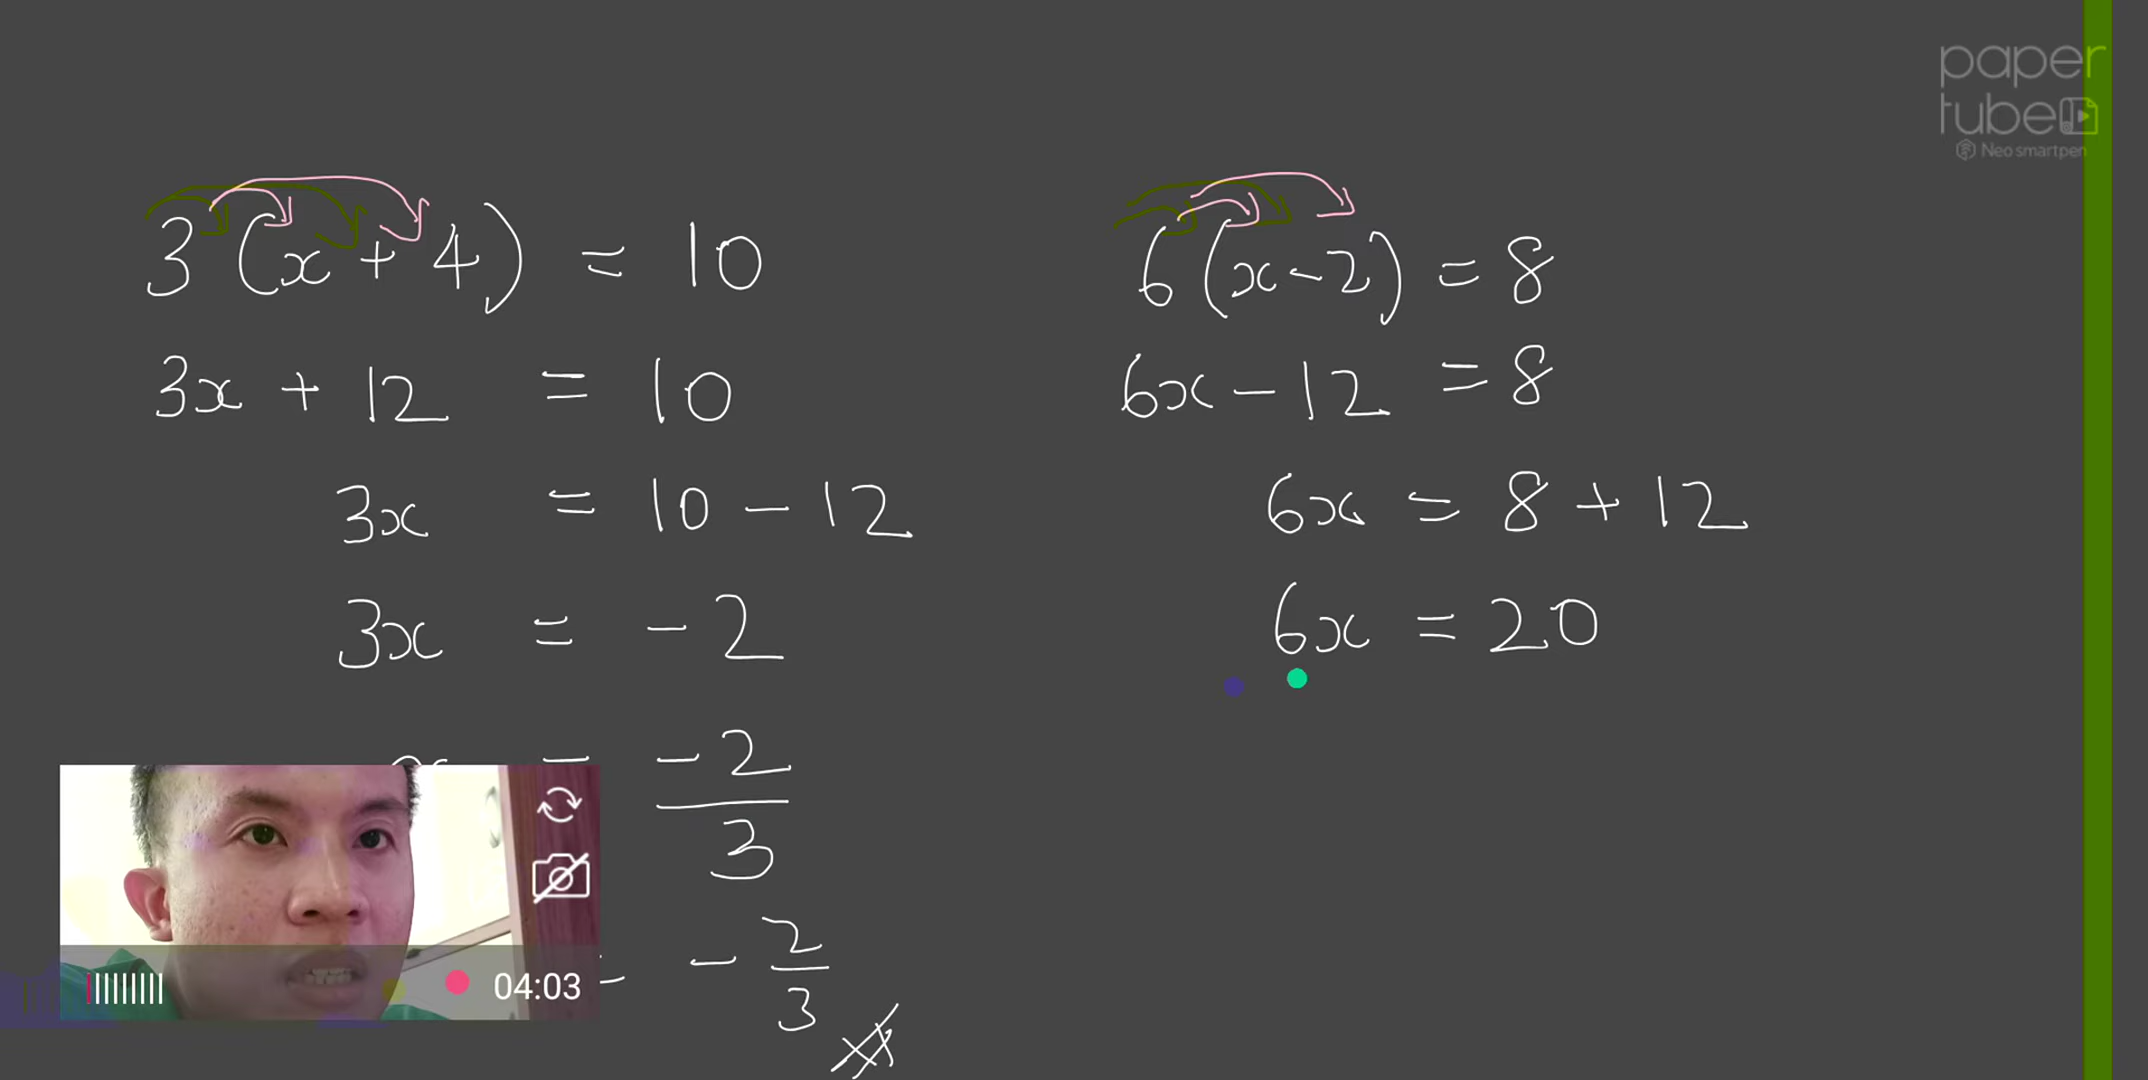 paper
tube
Neo smartpen
3(x + 4) = 10
3x + 12 = 10
3x = 10 - 12
3x = -2
x = -2/3
= -2/3
6(x - 2) = 8
6x - 12 = 8
6x = 8 + 12
6x = 20
04:03